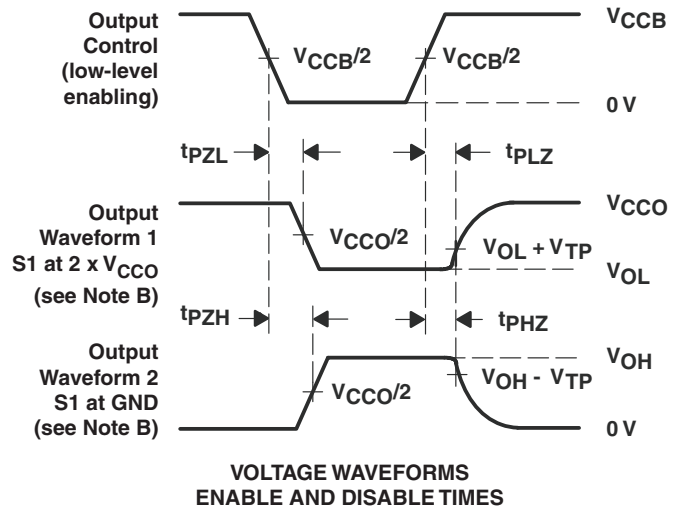 Output
Control
(low-level
enabling)
VCCB/2
VCCB/2
VCCB
0 V
tPZL
tPLZ
Output
Waveform 1
S1 at 2 x VCCO
(see Note B)
VCCO/2
VCCO
VOL + VTP
VOL
tPZH
tPHZ
Output
Waveform 2
S1 at GND
(see Note B)
VCCO/2
VOH
VOH - VTP
0 V
VOLTAGE WAVEFORMS
ENABLE AND DISABLE TIMES